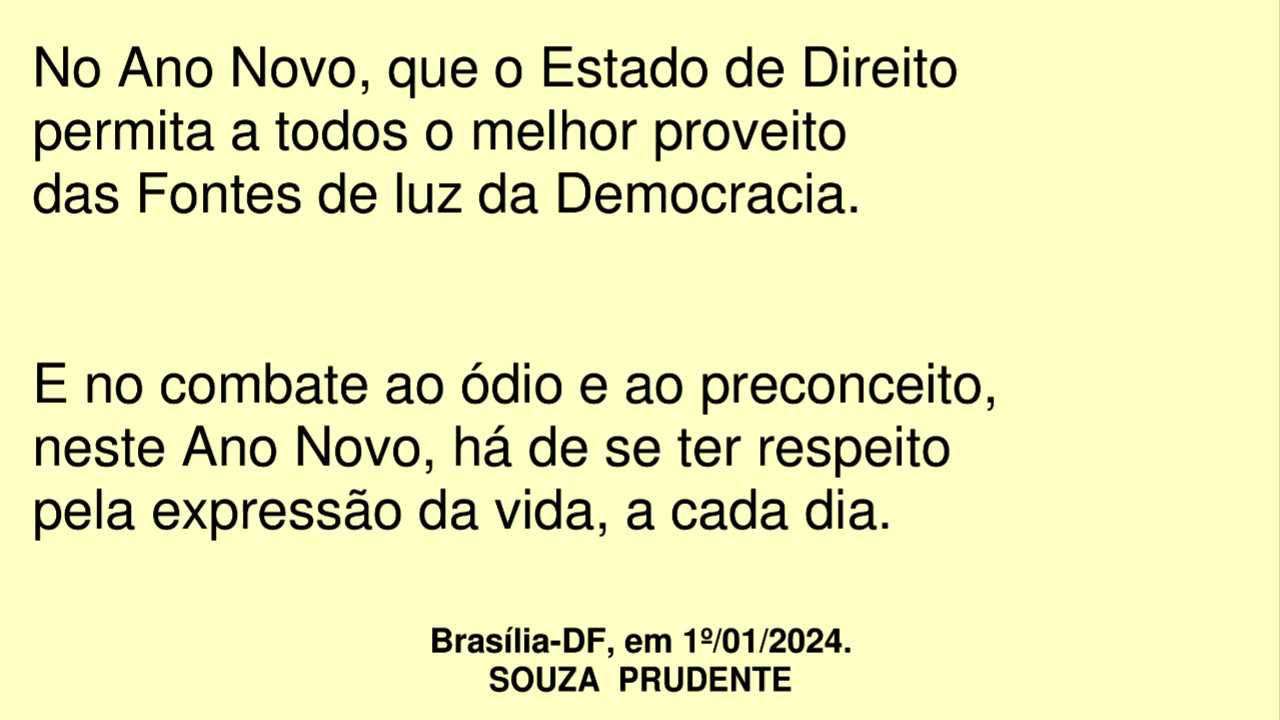 No Ano Novo, que o Estado de Direito
permita a todos o melhor proveito
das Fontes de luz da Democracia.
E no combate ao ódio e ao preconceito,
neste Ano Novo, há de se ter respeito
pela expressão da vida, a cada dia.
Brasília-DF, em 1º/01/2024.
SOUZA PRUDENTE